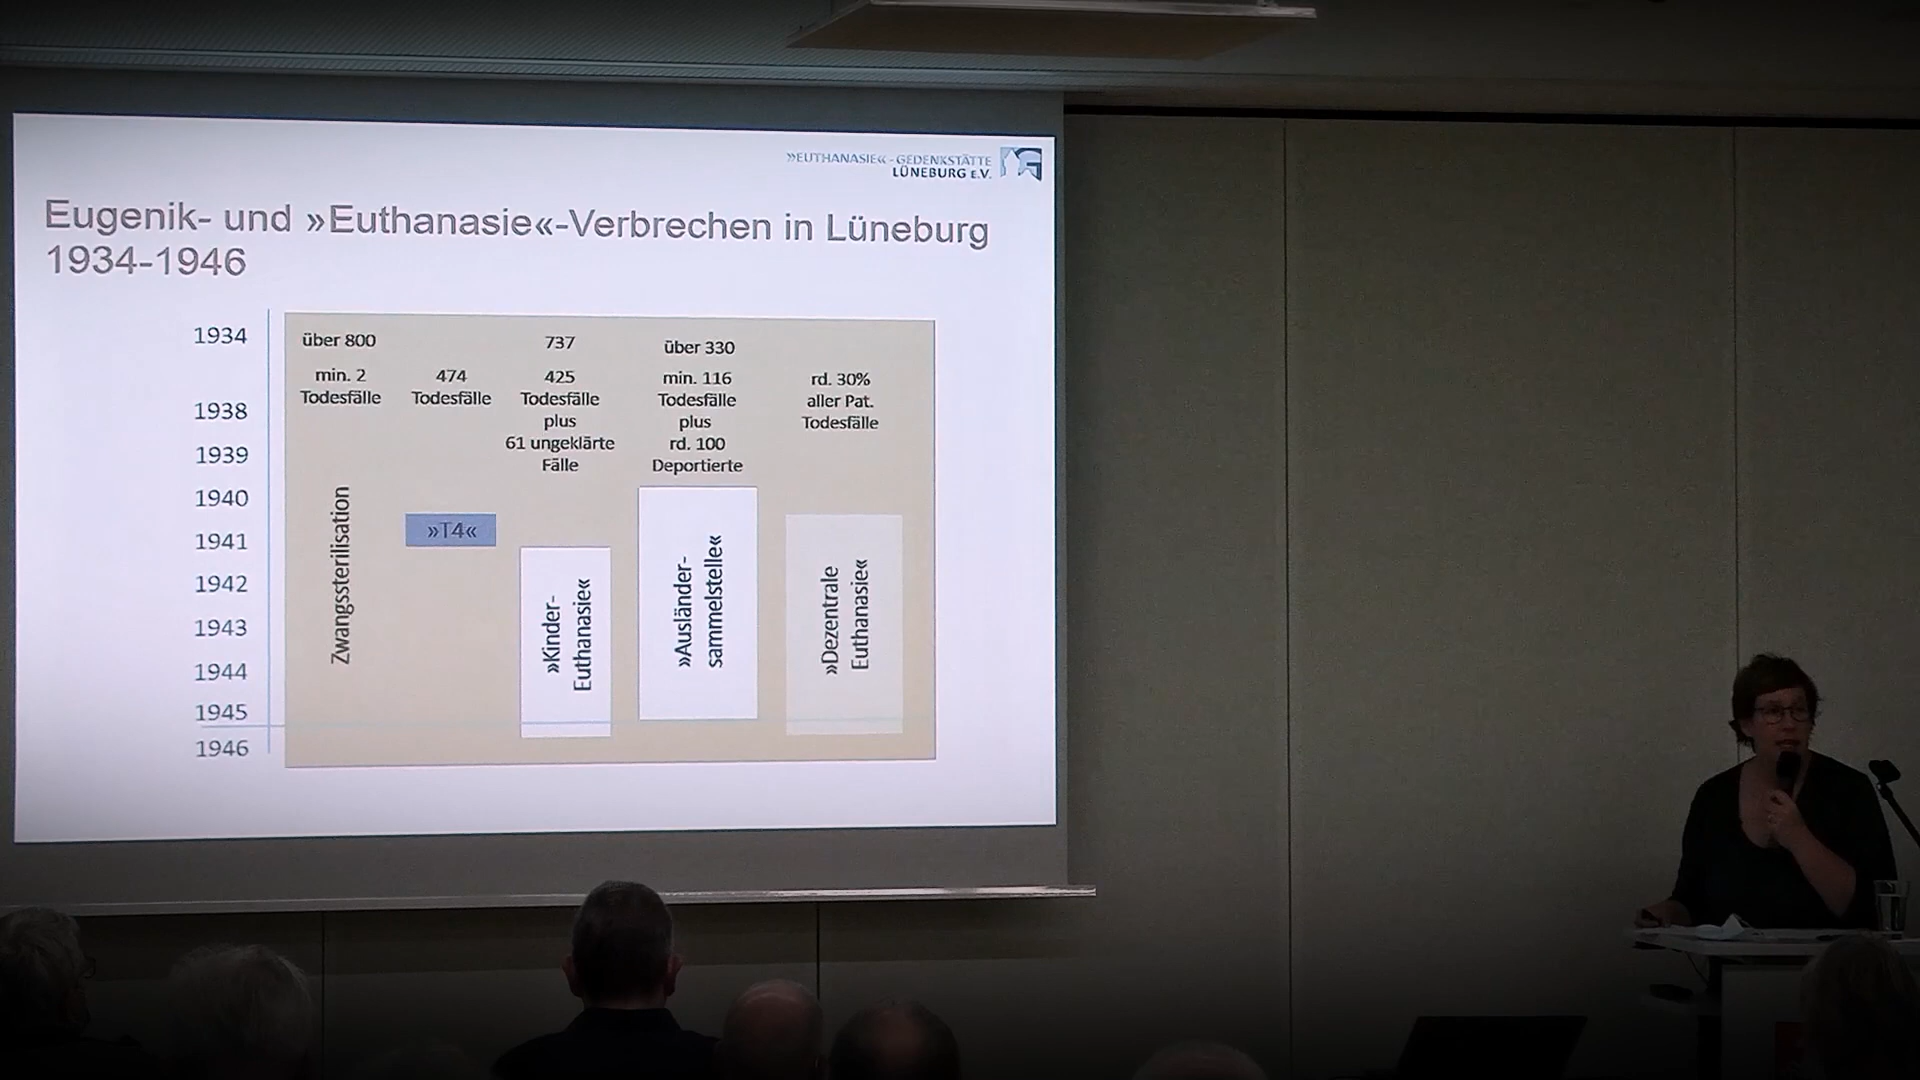 »EUTHANASIE« - GEDENKSTÄTTE
LÜNEBURG E.V.
Eugenik- und »Euthanasie«-Verbrechen in Lüneburg
1934-1946
1934
1938
1939
1940
1941
1942
1943
1944
1945
1946
über 800
min. 2
Todesfälle
Zwangssterilisation
474
Todesfälle
»T4«
737
425
Todesfälle
plus
61 ungeklärte
Fälle
»Kinder-
Euthanasie«
über 330
min. 116
Todesfälle
plus
rd. 100
Deportierte
»Ausländer-
sammelstelle«
rd. 30%
aller Pat.
Todesfälle
»Dezentrale
Euthanasie«